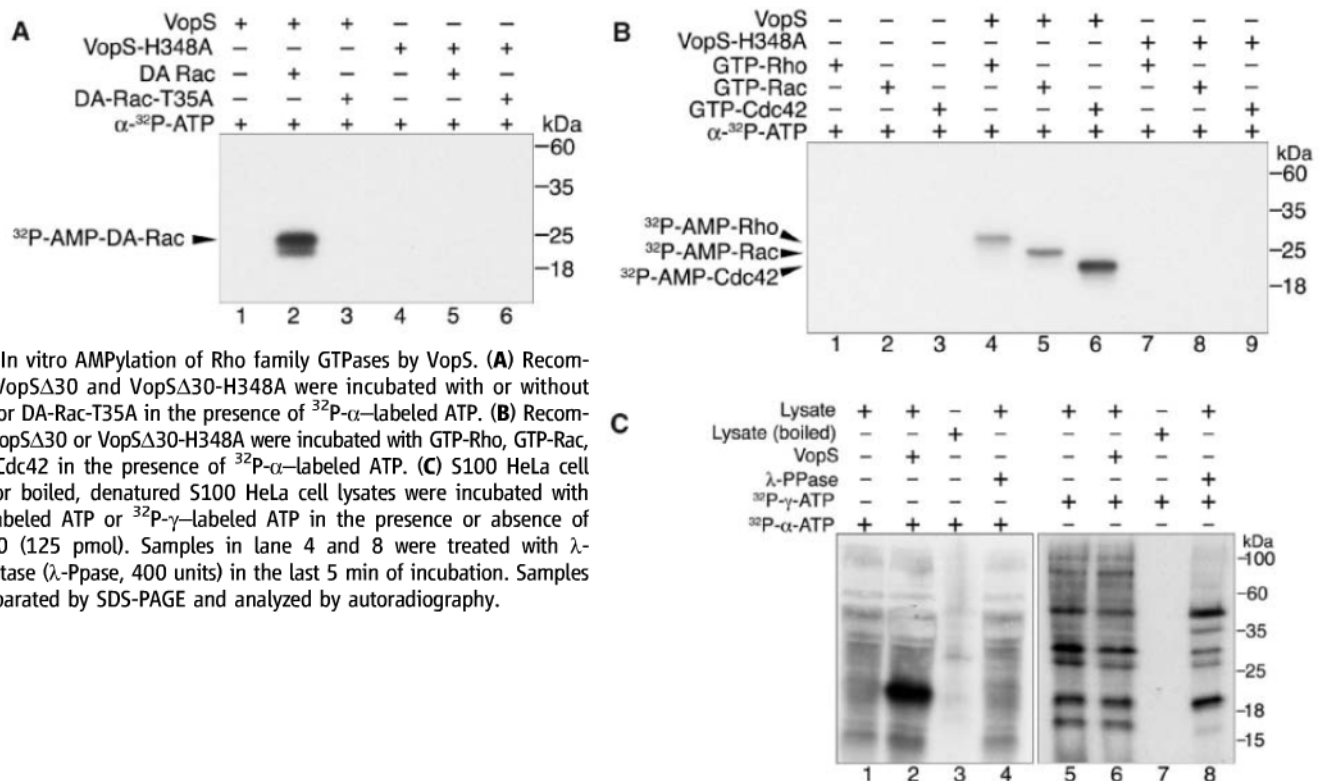 A
VopS + + + − − −
VopS-H348A − − − + + +
DA Rac − + − − + −
DA-Rac-T35A − − + − − +
α-³²P-ATP + + + + + +
kDa
60
35
³²P-AMP-DA-Rac
25
18
1 2 3 4 5 6
In vitro AMPylation of Rho family GTPases by VopS. (A) Recom-
VopSΔ30 and VopSΔ30-H348A were incubated with or without
or DA-Rac-T35A in the presence of ³²P-α–labeled ATP. (B) Recom-
opSΔ30 or VopSΔ30-H348A were incubated with GTP-Rho, GTP-Rac,
Cdc42 in the presence of ³²P-α–labeled ATP. (C) S100 HeLa cell
or boiled, denatured S100 HeLa cell lysates were incubated with
abeled ATP or ³²P-γ–labeled ATP in the presence or absence of
0 (125 pmol). Samples in lane 4 and 8 were treated with λ-
tase (λ-Ppase, 400 units) in the last 5 min of incubation. Samples
parated by SDS-PAGE and analyzed by autoradiography.
B
VopS − − − + + + − − −
VopS-H348A − − − − − − + + +
GTP-Rho + − − + − − + − −
GTP-Rac − + − − + − − + −
GTP-Cdc42 − − + − − + − − +
α-³²P-ATP + + + + + + + + +
kDa
60
35
³²P-AMP-Rho
³²P-AMP-Rac
25
³²P-AMP-Cdc42
18
1 2 3 4 5 6 7 8 9
C
Lysate + + − + + + − +
Lysate (boiled) − − + − − − + −
VopS − + − − − + − −
λ-PPase − − − + − − − +
³²P-γ-ATP − − − − + + + +
³²P-α-ATP + + + + − − − −
kDa
100
60
35
25
18
15
1 2 3 4 5 6 7 8